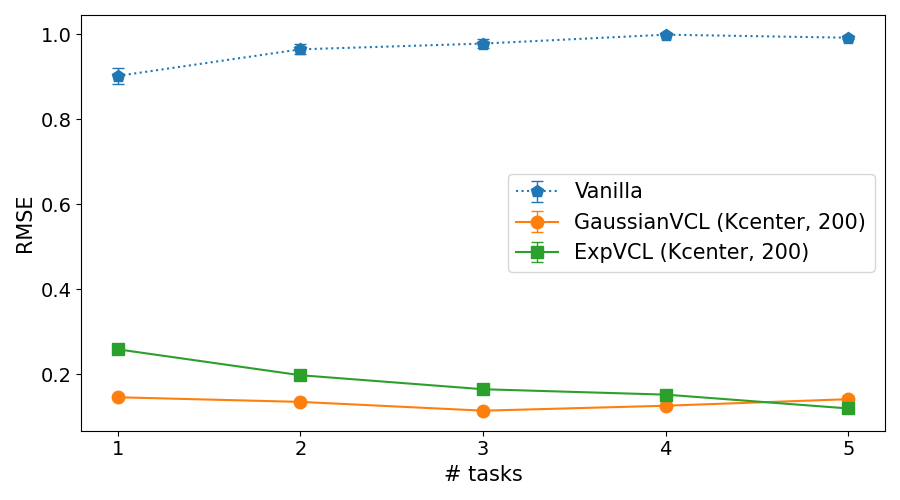 1.0
0.8
0.6
0.4
0.2
RMSE
Vanilla
GaussianVCL (Kcenter, 200)
ExpVCL (Kcenter, 200)
1 2 3 4 5
# tasks